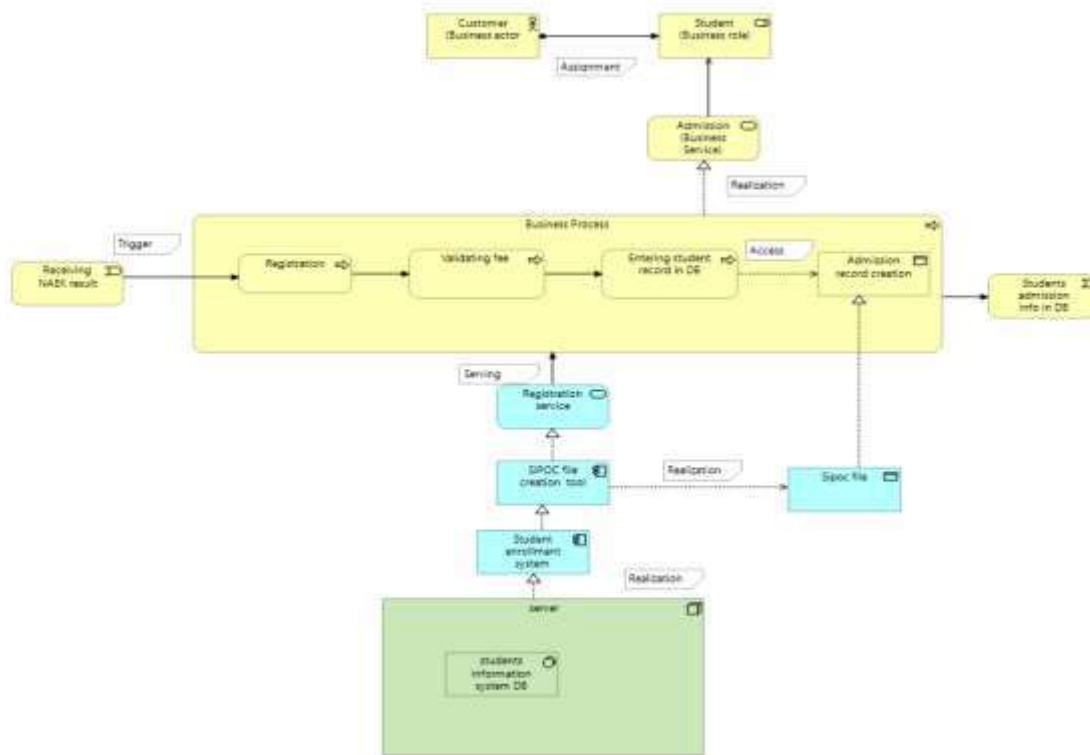 Customer
(Business actor
Student
(Business role)
Assignment
Admission
(Business
Service)
Realization
Business Process
Trigger
Receiving
result
Registration
Validating fee
Entering student
record in DB
Access
Admission
record creation
Students
admission
info in DB
Serving
Registration
service
SIPOC file
creation tool
Realization
Sipoc file
Student
enrollment
system
Realization
server
students
information
system DB